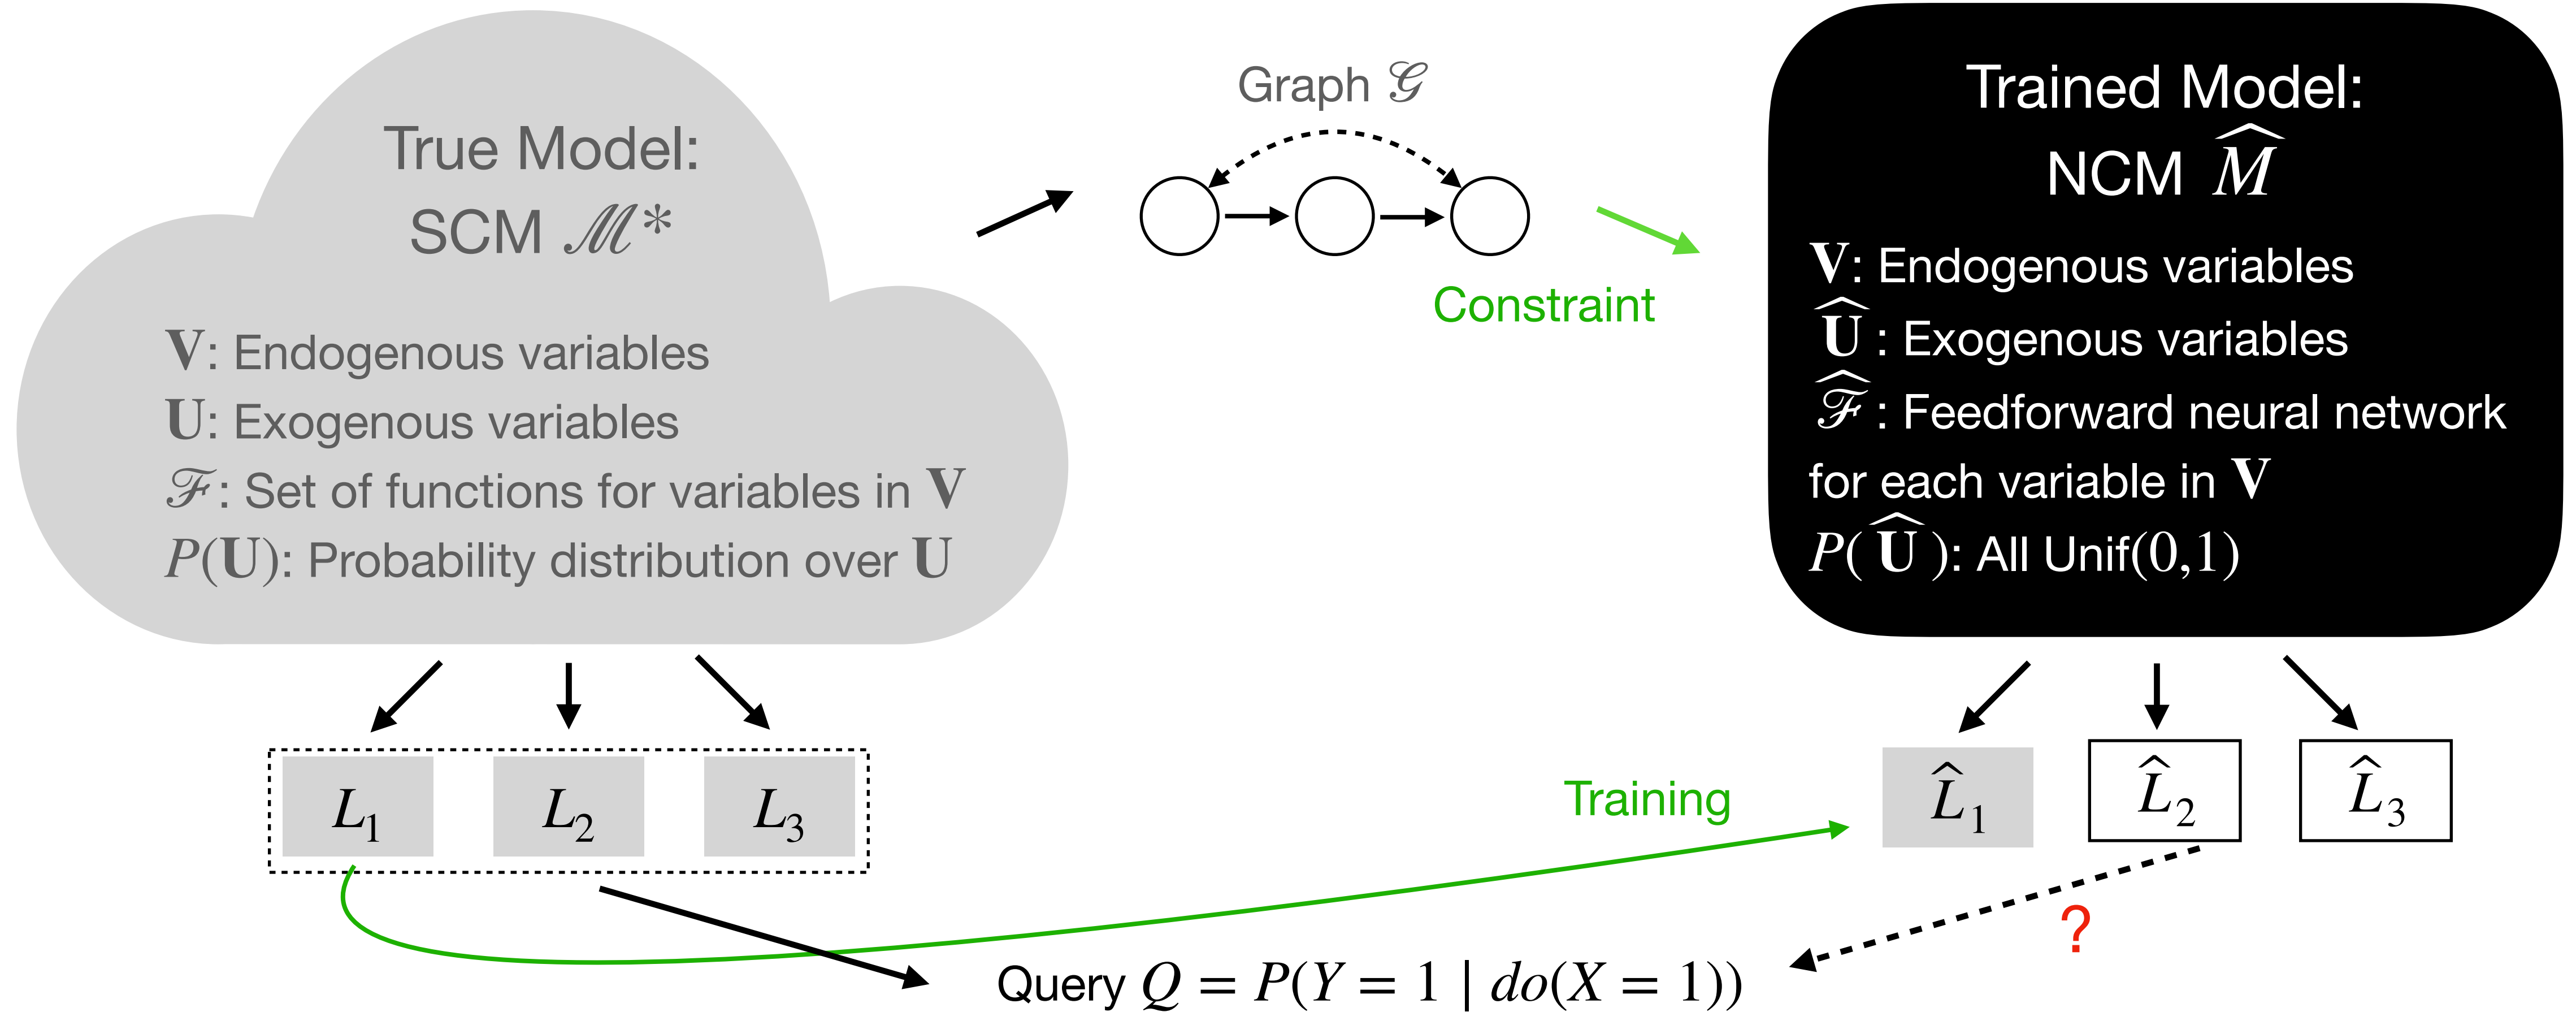 True Model:
SCM ℳ*
V: Endogenous variables
U: Exogenous variables
ℱ: Set of functions for variables in V
P(U): Probability distribution over U
Graph 𝒢
Constraint
Trained Model:
NCM M̂
V: Endogenous variables
Û: Exogenous variables
ℱ̂: Feedforward neural network
for each variable in V
P(Û): All Unif(0,1)
L₁ L₂ L₃
Training
L̂₁ L̂₂ L̂₃
?
Query Q = P(Y = 1 | do(X = 1))